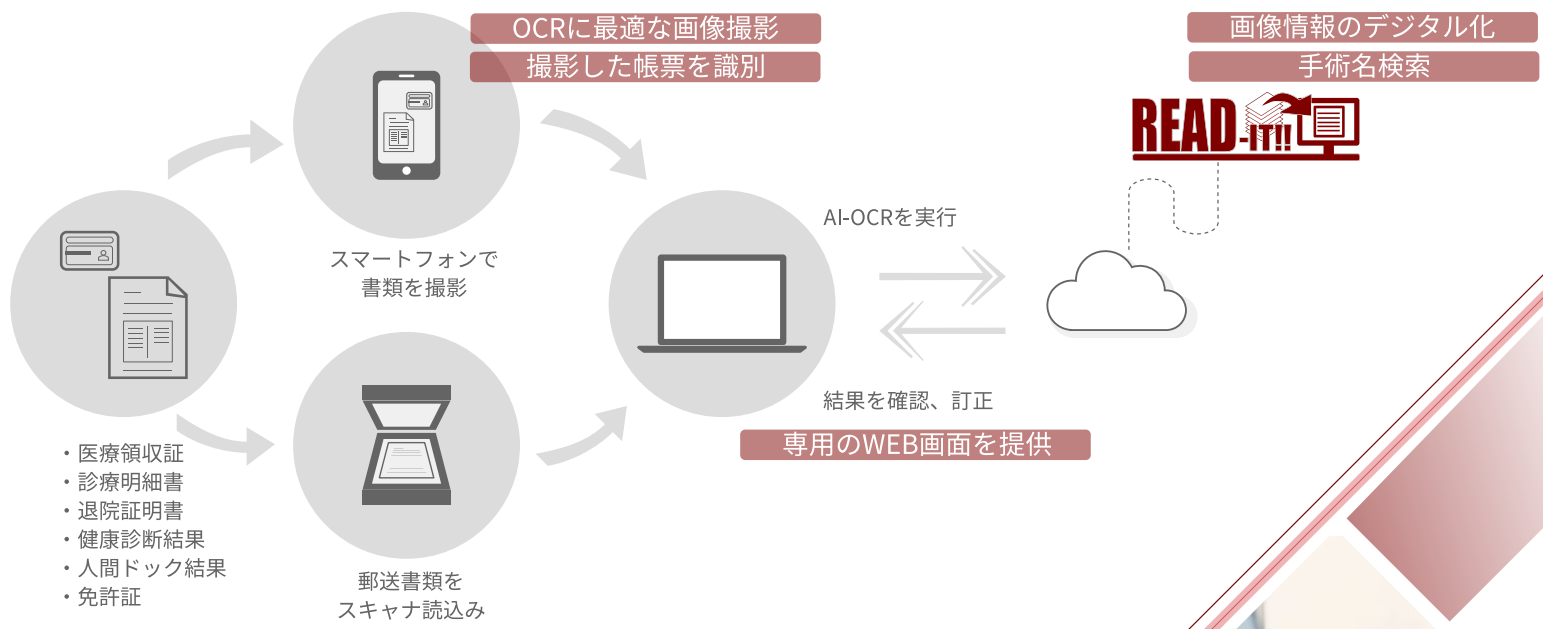 OCRに最適な画像撮影
撮影した帳票を識別
画像情報のデジタル化
手術名検索
READ-IT!!
スマートフォンで
書類を撮影
AI-OCRを実行
結果を確認、訂正
専用のWEB画面を提供
・医療領収証
・診療明細書
・退院証明書
・健康診断結果
・人間ドック結果
・免許証
郵送書類を
スキャナ読込み